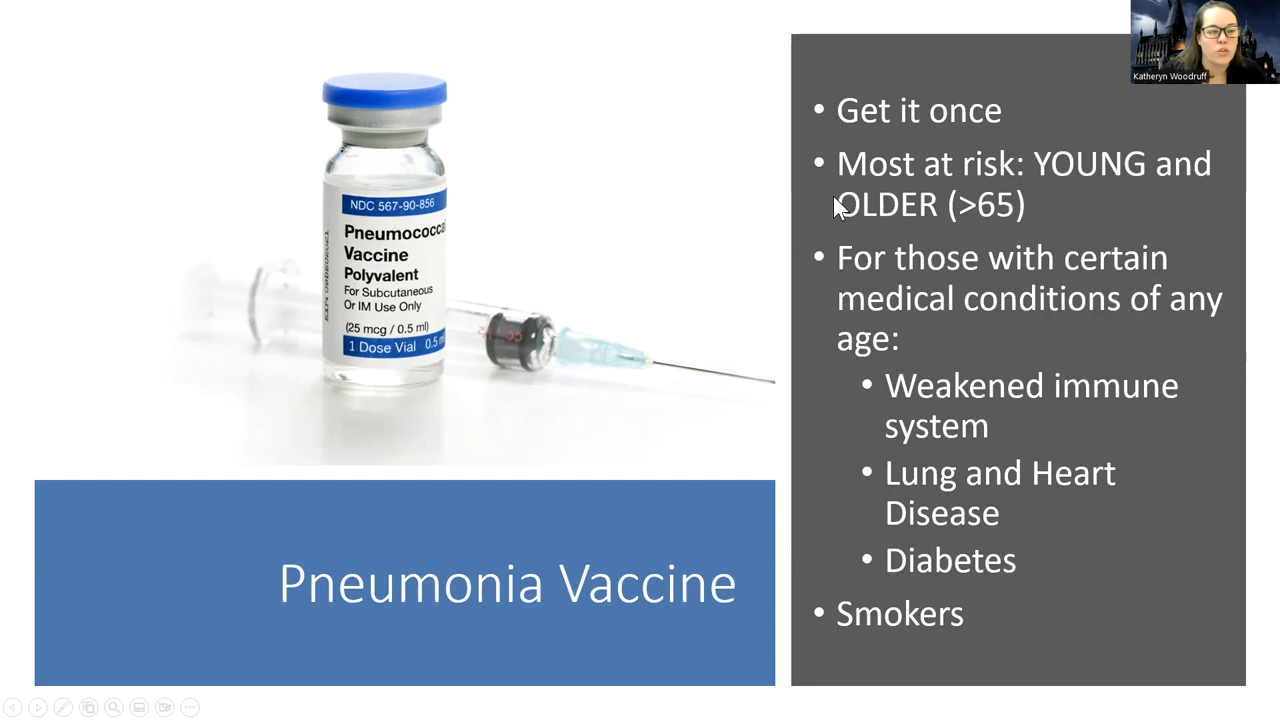 Katheryn Woodruff
NDC 567-90-856
Pneumococca
Vaccine
Polyvalent
For Subcutaneous
Or IM Use Only
(25 mcg / 0.5 ml)
1 Dose Vial 0.5 m
Pneumonia Vaccine
• Get it once
• Most at risk: YOUNG and
OLDER (>65)
• For those with certain
medical conditions of any
age:
• Weakened immune
system
• Lung and Heart
Disease
• Diabetes
• Smokers